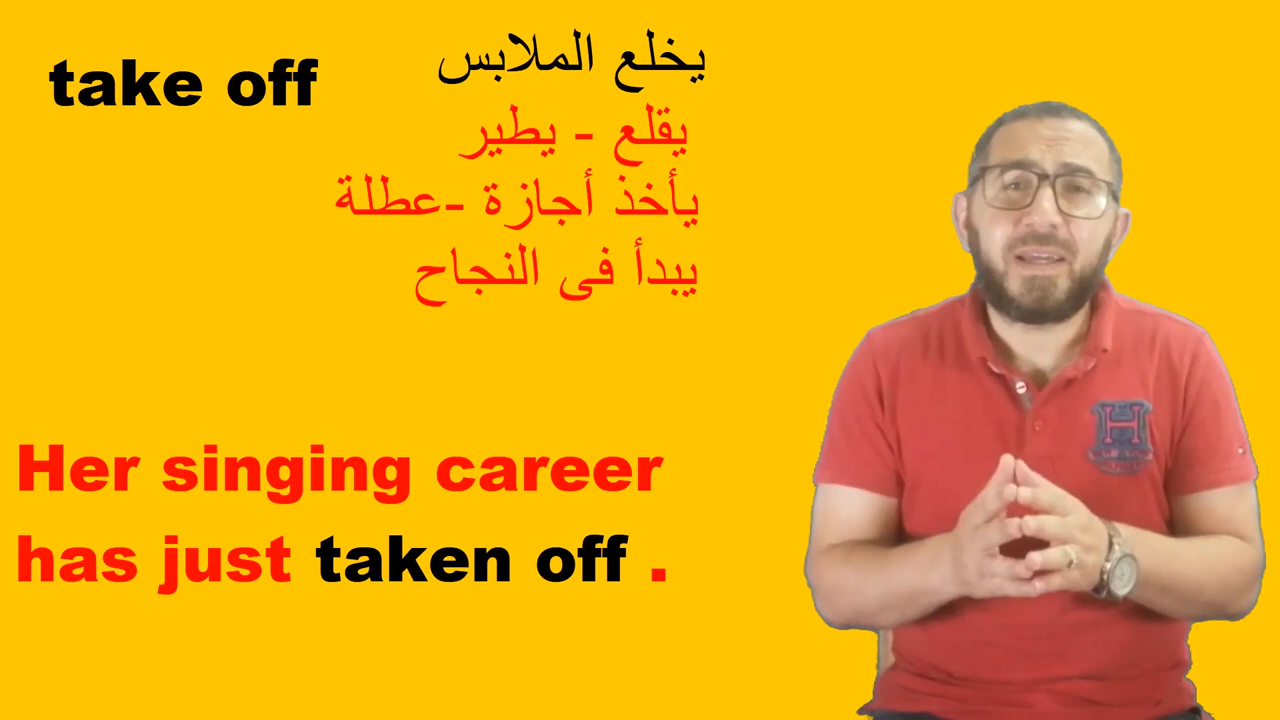 take off
يخلع الملابس
يقلع - يطير
يأخذ أجازة -عطلة
يبدأ فى النجاح
Her singing career
has just taken off .
H